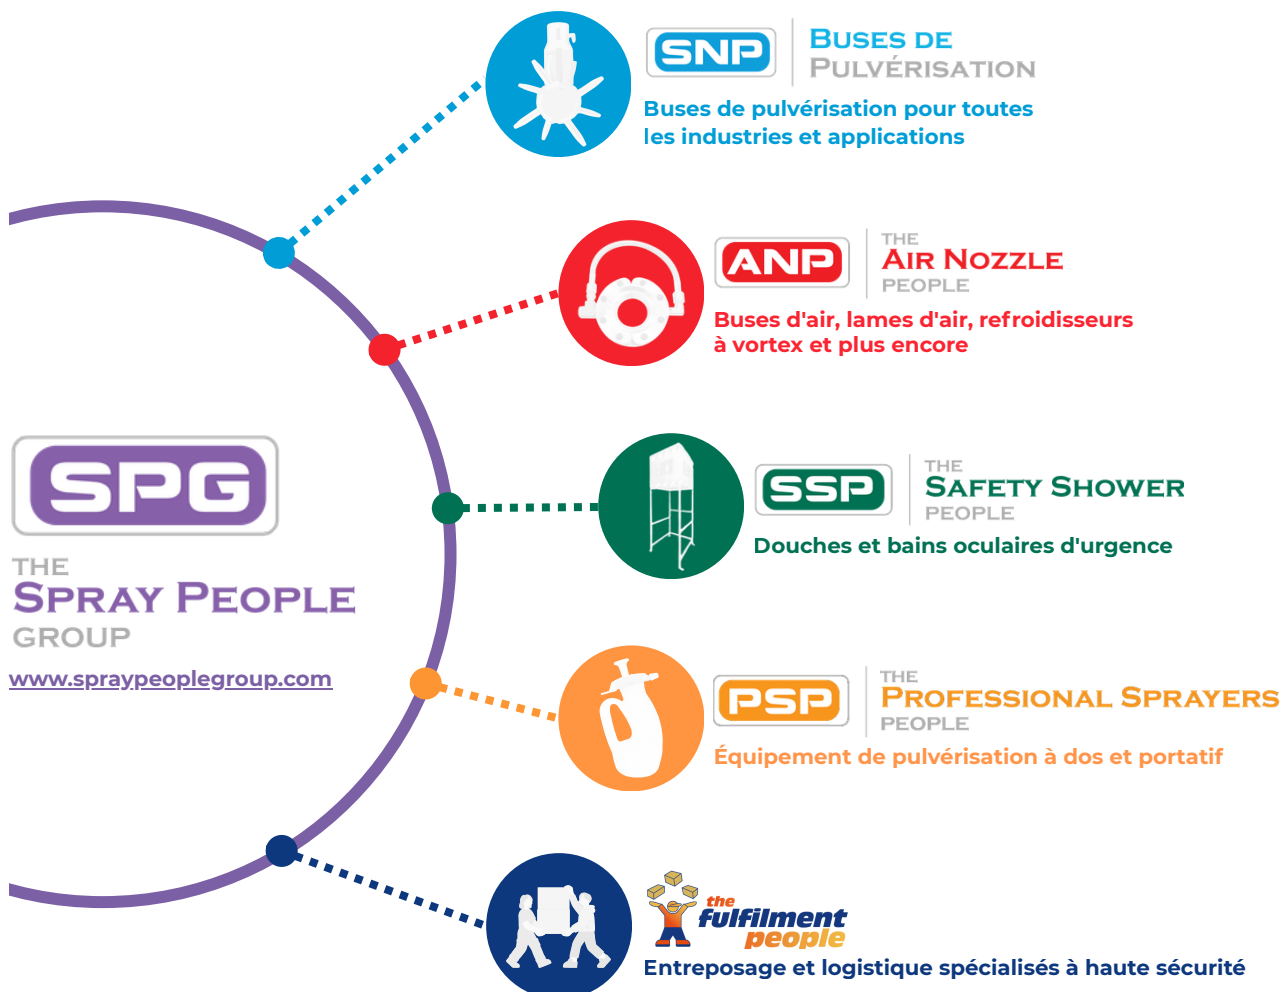 SNP
BUSES DE
PULVÉRISATION
Buses de pulvérisation pour toutes
les industries et applications
ANP
THE
AIR NOZZLE
PEOPLE
Buses d'air, lames d'air, refroidisseurs
à vortex et plus encore
SPG
THE
SPRAY PEOPLE
GROUP
www.spraypeoplegroup.com
SSP
THE
SAFETY SHOWER
PEOPLE
Douches et bains oculaires d'urgence
PSP
THE
PROFESSIONAL SPRAYERS
PEOPLE
Équipement de pulvérisation à dos et portatif
the
fulfilment
people
Entreposage et logistique spécialisés à haute sécurité